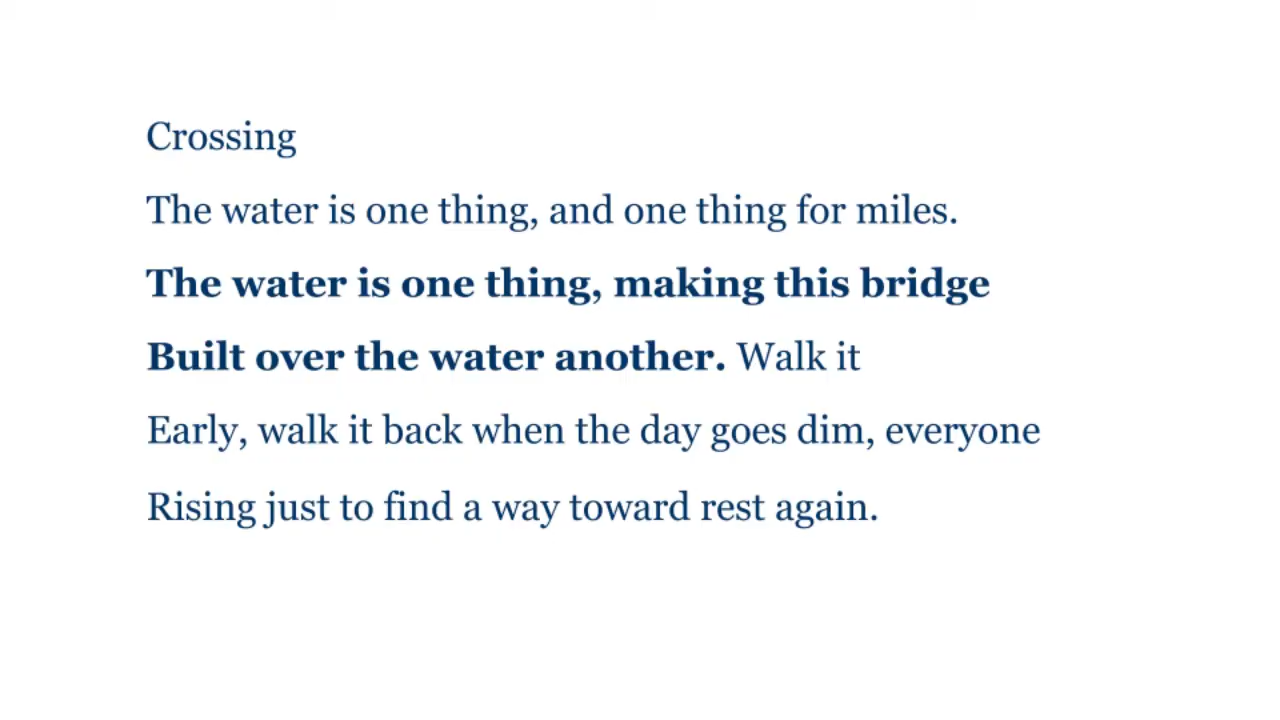 Crossing
The water is one thing, and one thing for miles.
The water is one thing, making this bridge
Built over the water another. Walk it
Early, walk it back when the day goes dim, everyone
Rising just to find a way toward rest again.